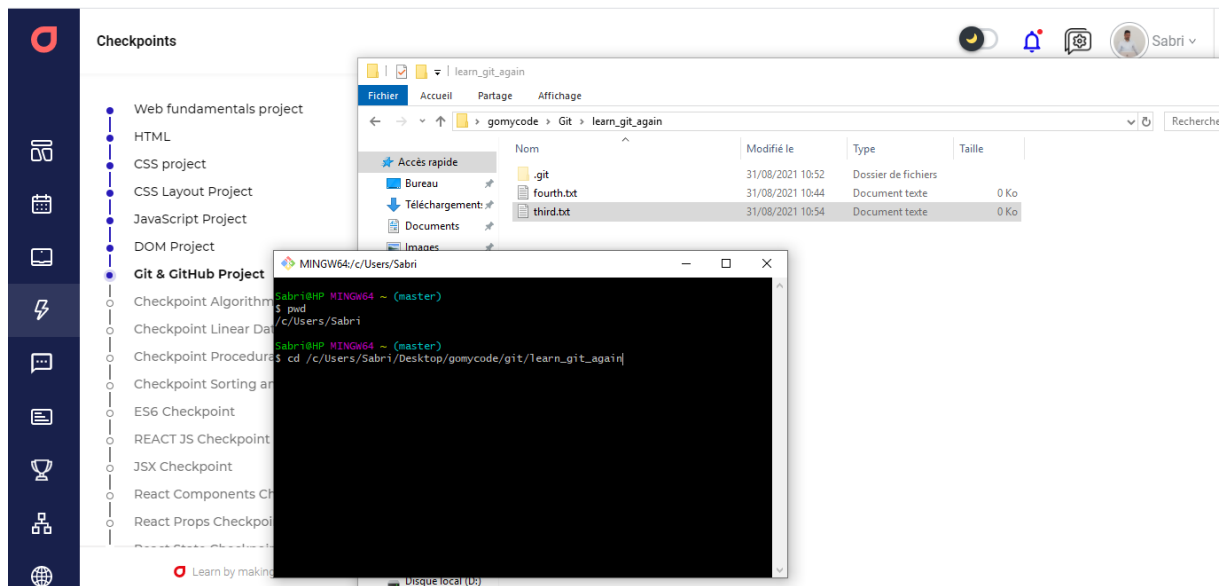 Checkpoints
Sabri
Web fundamentals project
HTML
CSS project
CSS Layout Project
JavaScript Project
DOM Project
Git & GitHub Project
Checkpoint Algorithm
Checkpoint Linear Dat
Checkpoint Procedura
Checkpoint Sorting an
ES6 Checkpoint
REACT JS Checkpoint
JSX Checkpoint
React Components Ch
React Props Checkpoi
React State Checkpoin
Learn by making
learn_git_again
Fichier Accueil Partage Affichage
gomycode > Git > learn_git_again
Recherche
Nom Modifié le Type Taille
Accès rapide
Bureau
Téléchargement:
Documents
Images
Disque local (D:)
.git 31/08/2021 10:52 Dossier de fichiers
fourth.txt 31/08/2021 10:44 Document texte 0 Ko
third.txt 31/08/2021 10:54 Document texte 0 Ko
MINGW64:/c/Users/Sabri
Sabri@HP MINGW64 ~ (master)
$ pwd
/c/Users/Sabri
Sabri@HP MINGW64 ~ (master)
$ cd /c/Users/Sabri/Desktop/gomycode/git/learn_git_again